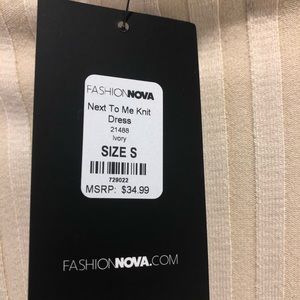 FASHIONNOVA
Next To Me Knit
Dress
21488
Ivory
SIZE S
729022
MSRP: $34.99
FASHIONNOVA.COM